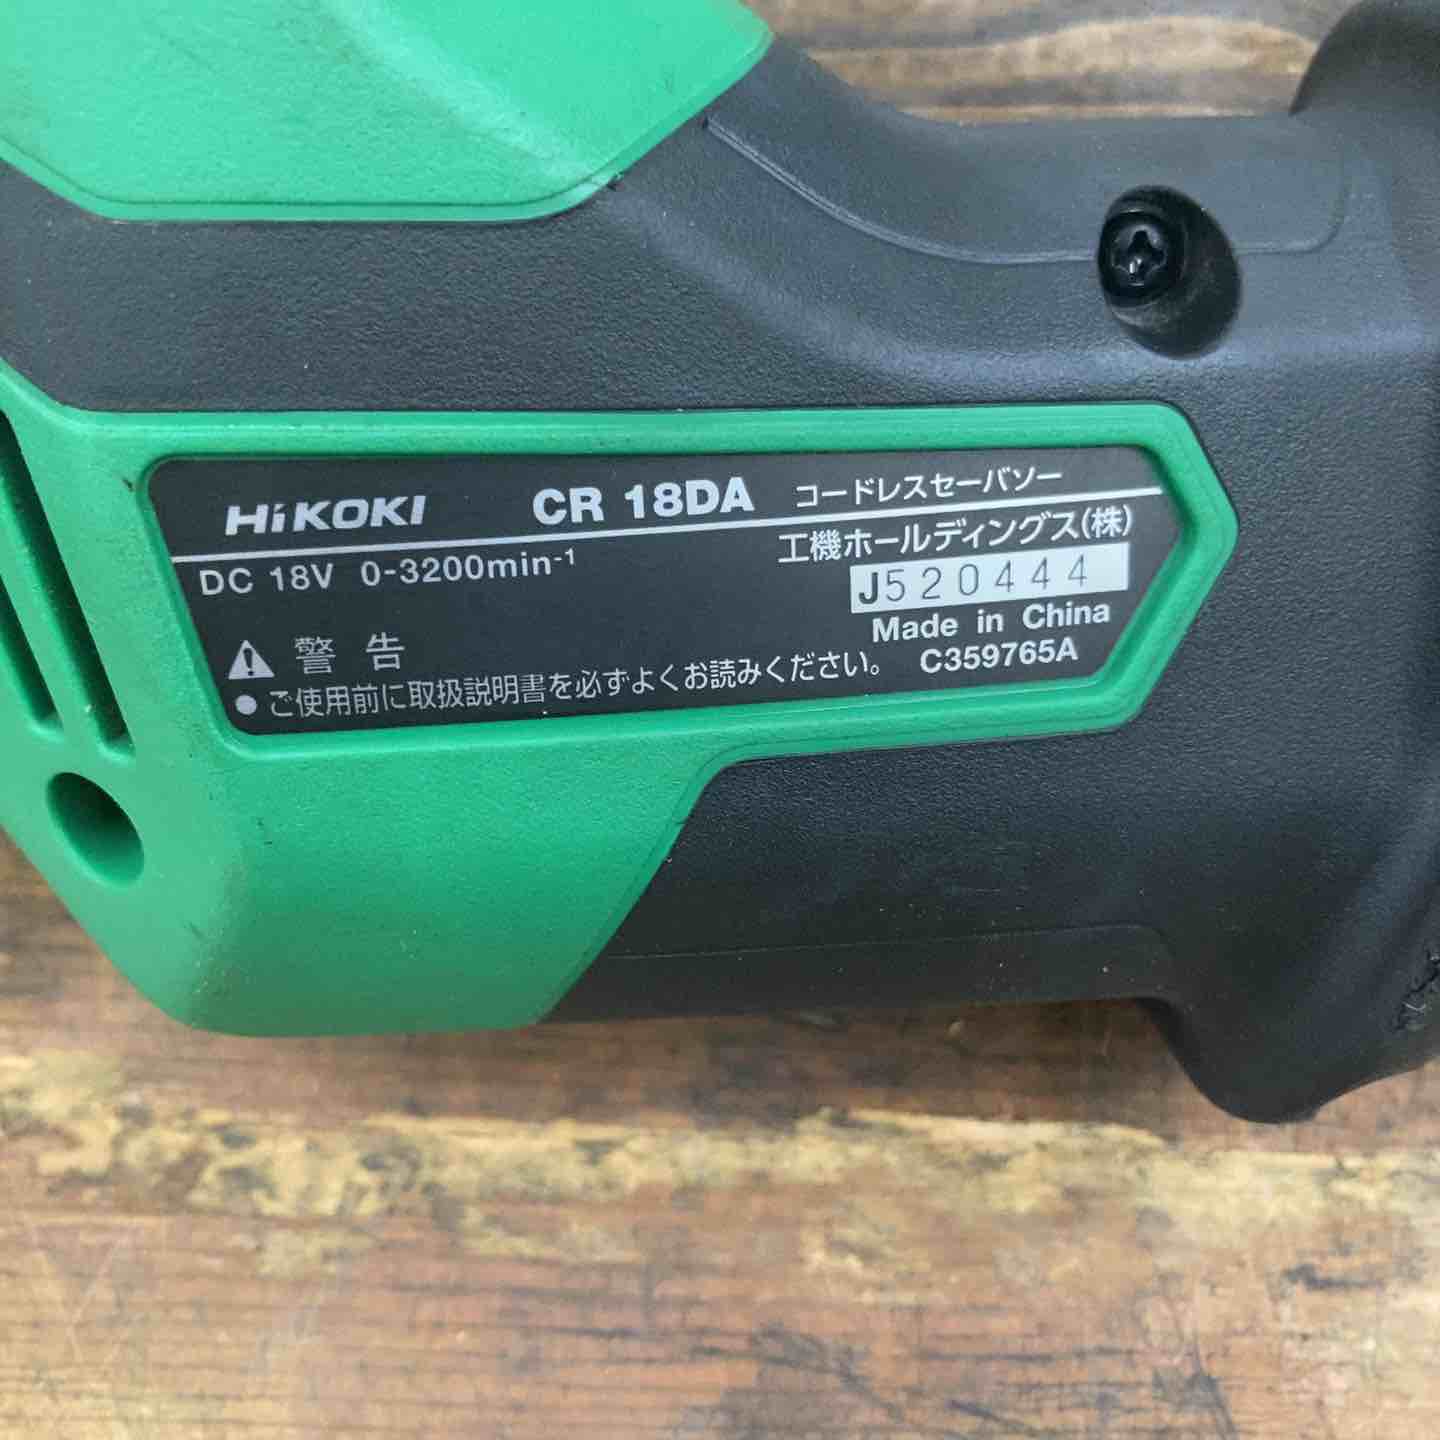 HiKOKI CR 18DA コードレスセーバソー
DC 18V 0-3200min-1 工機ホールディングス(株)
J520444
Made in China
警告
C359765A
● ご使用前に取扱説明書を必ずよくお読みください。